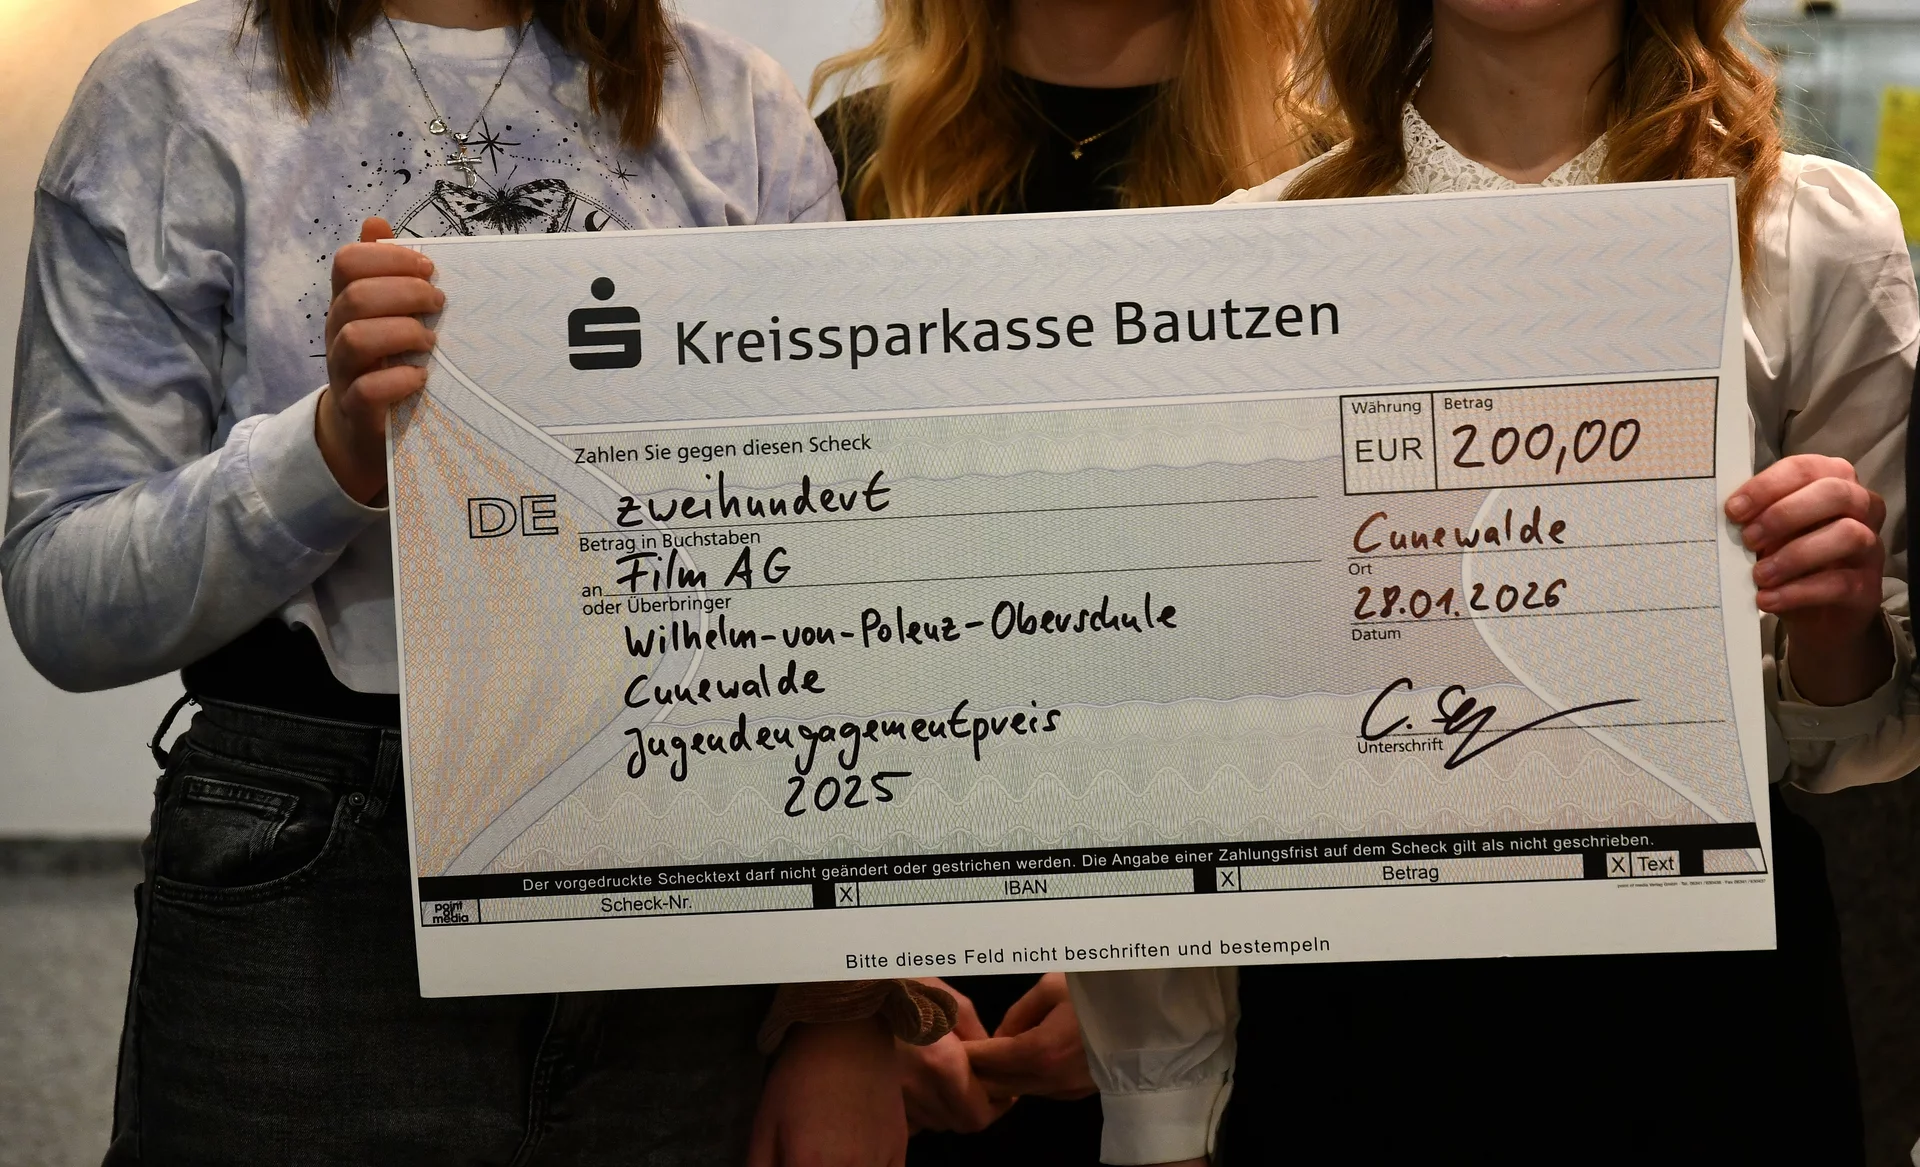 Kreissparkasse Bautzen
Währung
Betrag
EUR
200,00
Zahlen Sie gegen diesen Scheck
DE
zweihundert
Betrag in Buchstaben
an Film AG
oder Überbringer
Wilhelm-von-Polenz-Oberschule
Cunewalde
Jugendengagementpreis
2025
Cunewalde
Ort
28.01.2026
Datum
C.
Unterschrift
Der vorgedruckte Schecktext darf nicht geändert oder gestrichen werden. Die Angabe einer Zahlungsfrist auf dem Scheck gilt als nicht geschrieben.
point of media
Scheck-Nr.
X
IBAN
X
Betrag
X
Text
Bitte dieses Feld nicht beschriften und bestempeln